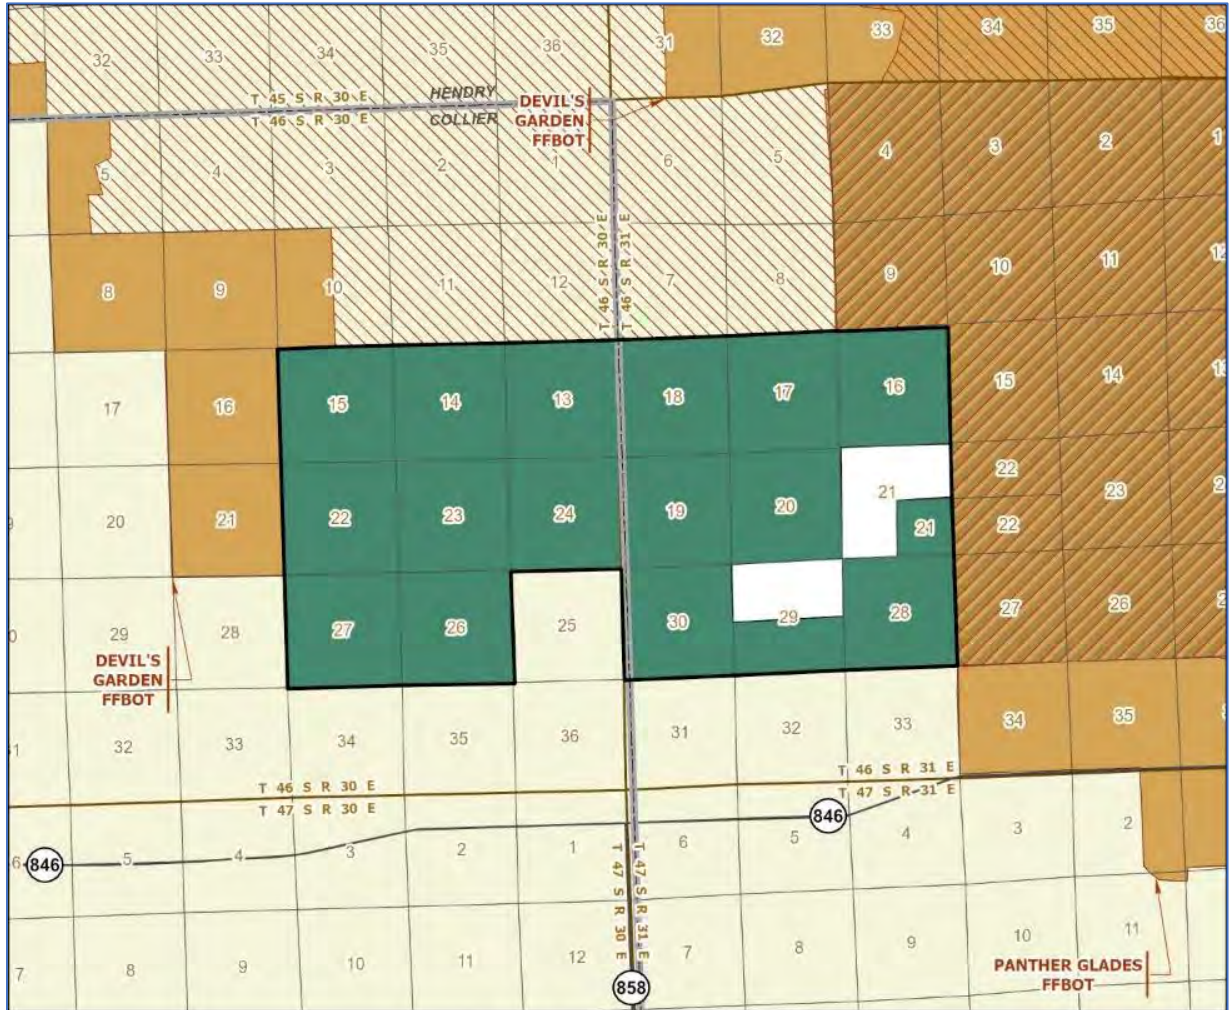 32 33 34 35 36 31 32 33 34 35 36
T 45 S R 30 E
HENDRY
T 46 S R 30 E
COLLIER
DEVIL'S
GARDEN
FFBOT
5 4 3 2 1 6 5 4 3 2 1
T 46 S R 30 E
T 46 S R 31 E
8 9 10 11 12 7 8 9 10 11 12
17 16 15 14 13 18 17 16 15 14 13
20 21 22 23 24 19 20 21 22 23
21 22
29 28 27 26 25 30 29 28 27 26
DEVIL'S
GARDEN
FFBOT
32 33 34 35 36 31 32 33 34 35
T 46 S R 30 E
T 47 S R 30 E
T 46 S R 31 E
T 47 S R 31 E
846
846
6 5 4 3 2 1 6 5 4 3 2
T 47 S R 30 E
T 47 S R 31 E
7 8 9 10 11 12 7 8 9 10 11
858
PANTHER GLADES
FFBOT